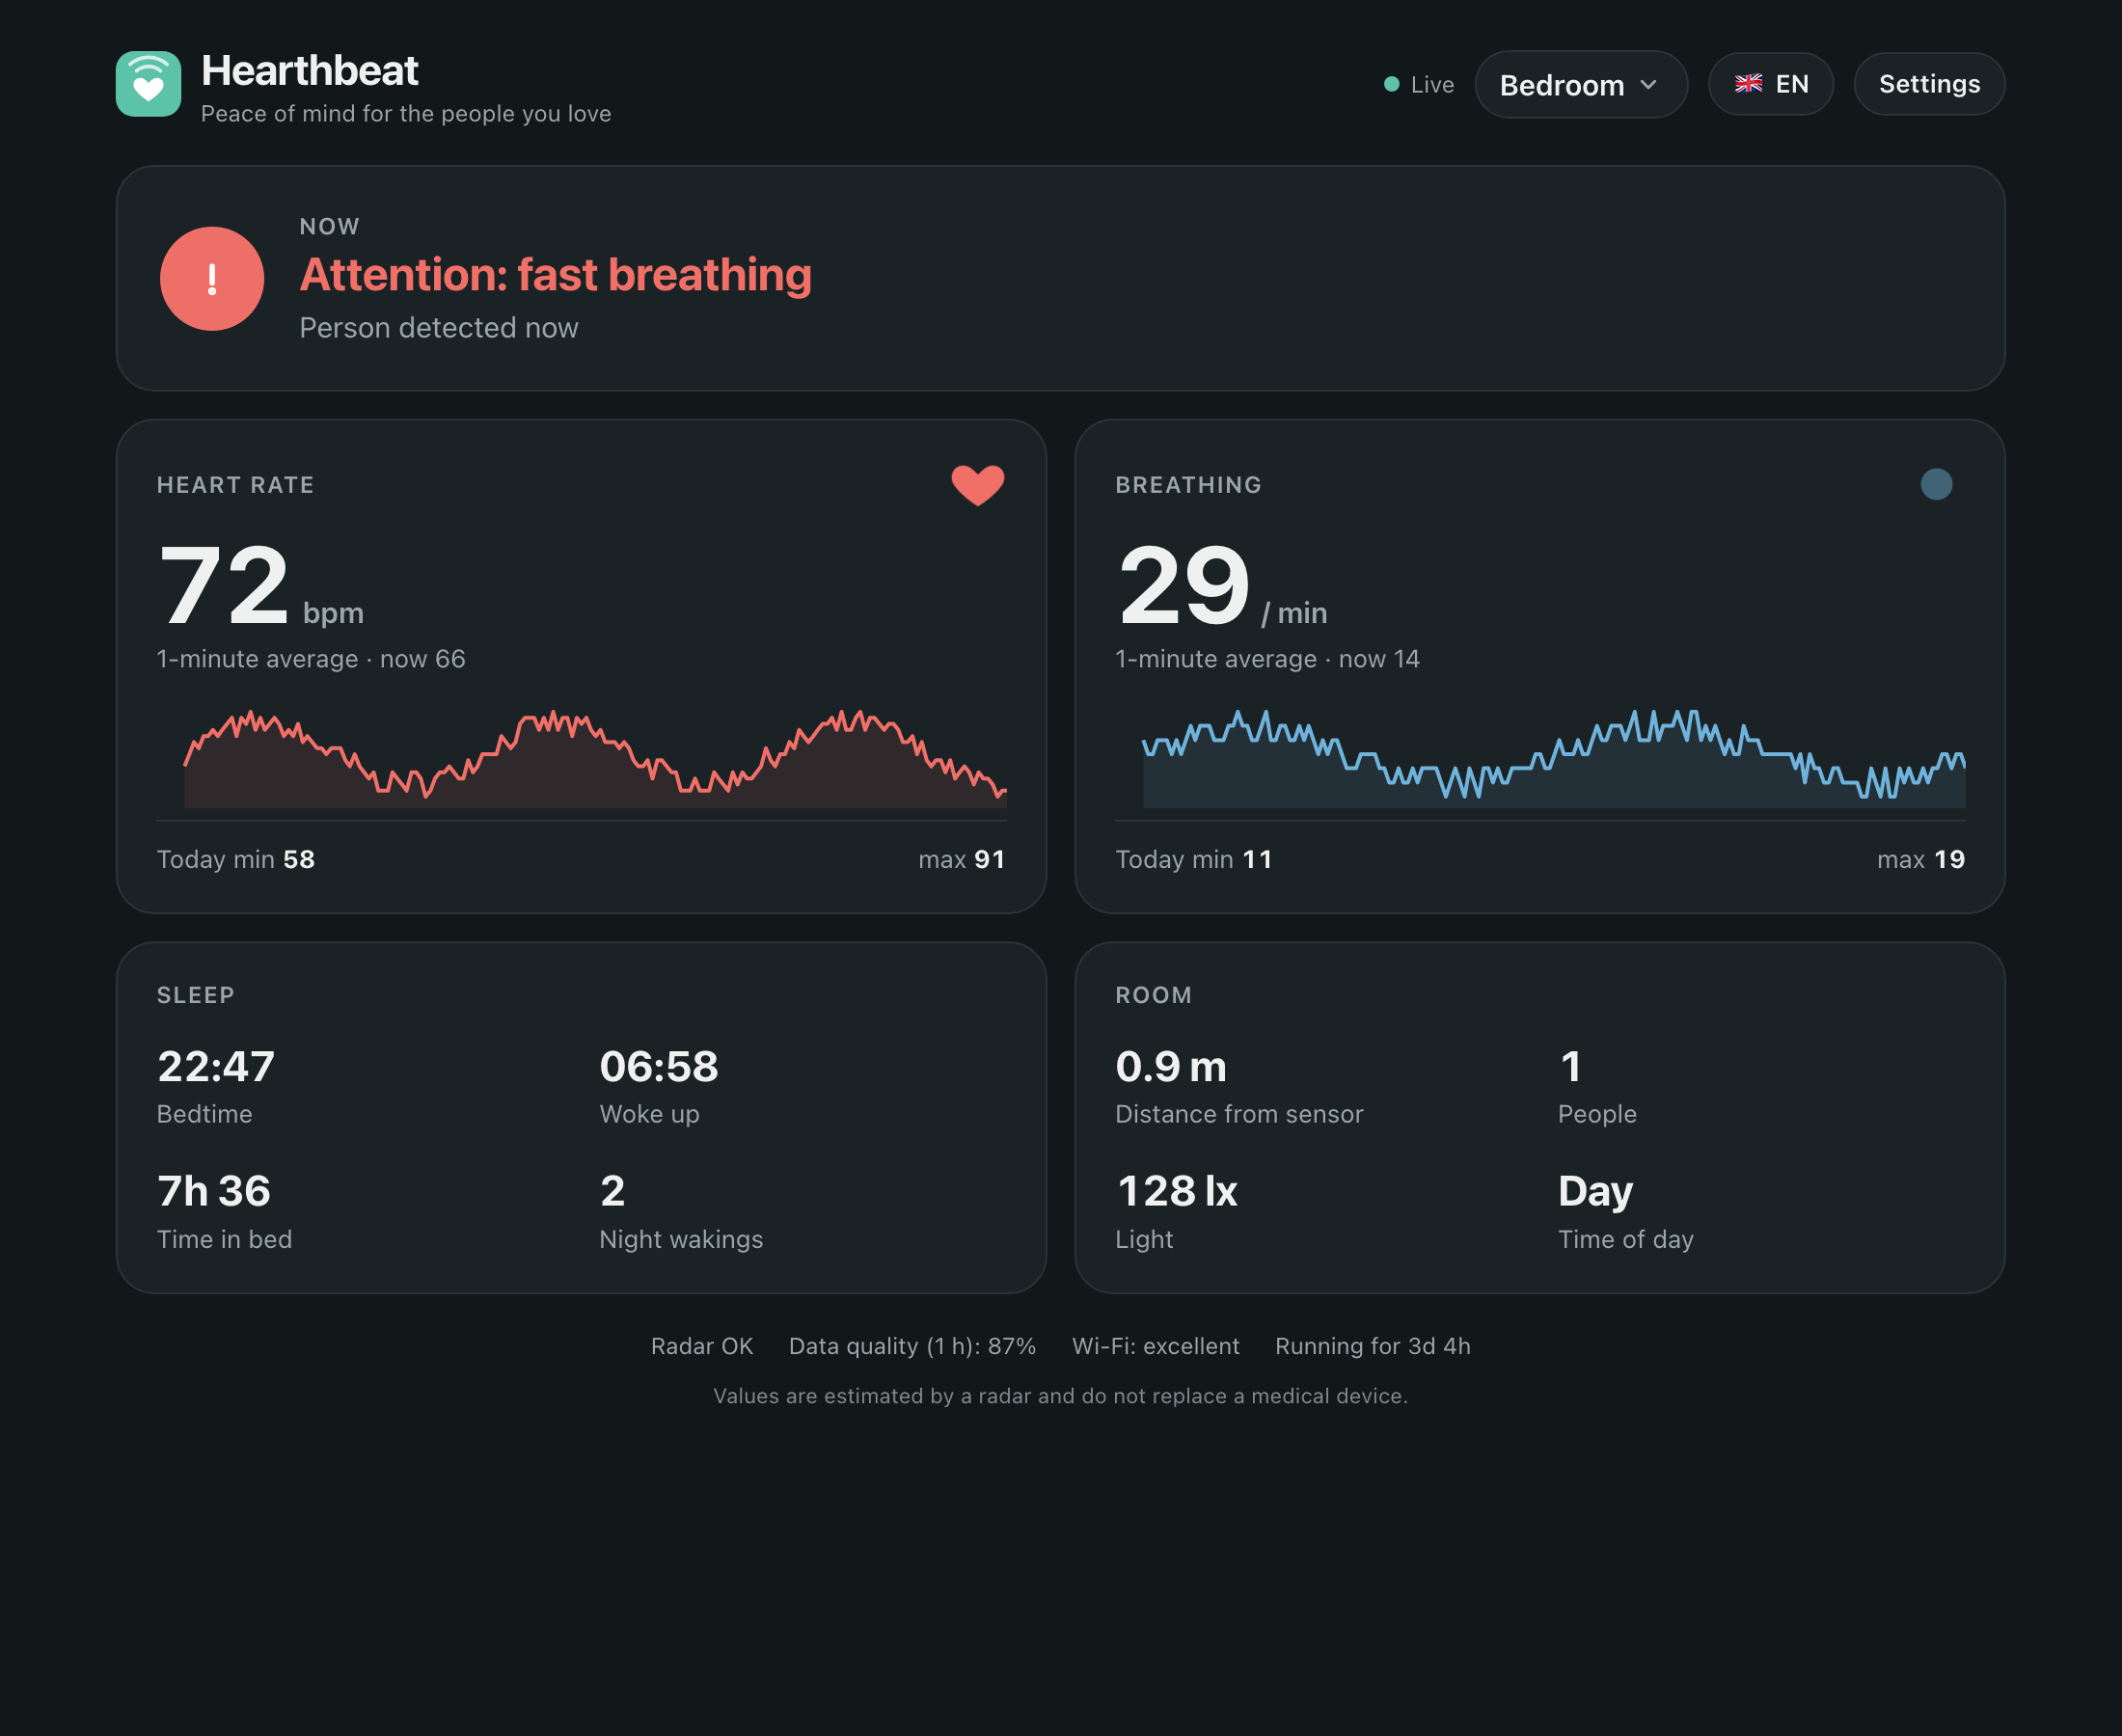 Hearthbeat
Peace of mind for the people you love
Live
Bedroom
EN
Settings
NOW
!
Attention: fast breathing
Person detected now
HEART RATE
72 bpm
1-minute average · now 66
Today min 58
max 91
BREATHING
29 / min
1-minute average · now 14
Today min 11
max 19
SLEEP
22:47
Bedtime
06:58
Woke up
7h 36
Time in bed
2
Night wakings
ROOM
0.9 m
Distance from sensor
1
People
128 lx
Light
Day
Time of day
Radar OK Data quality (1 h): 87% Wi-Fi: excellent Running for 3d 4h
Values are estimated by a radar and do not replace a medical device.